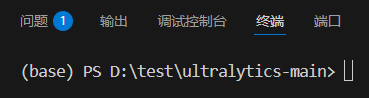 问题 1 输出 调试控制台 终端 端口
(base) PS D:\test\ultralytics-main>